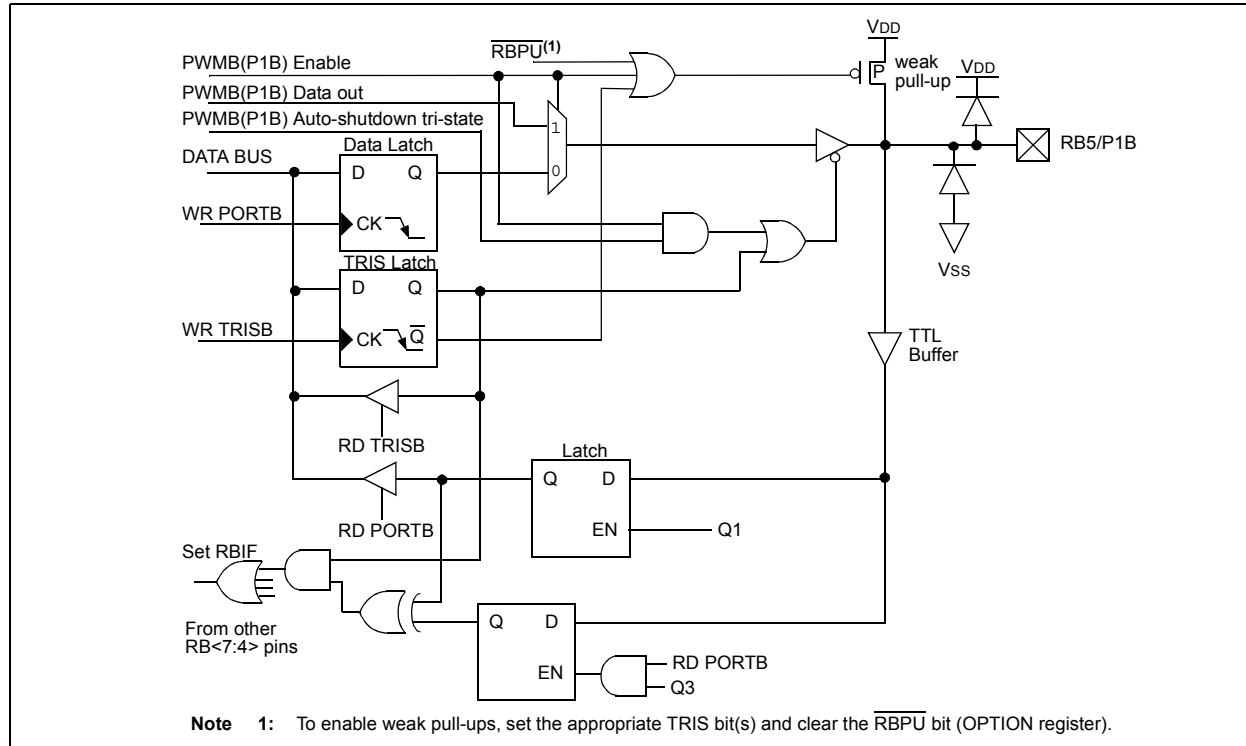 VDD
RBPU(1)
PWMB(P1B) Enable
P
weak
pull-up
VDD
PWMB(P1B) Data out
1
PWMB(P1B) Auto-shutdown tri-state
Data Latch
DATA BUS
D Q
0
RB5/P1B
WR PORTB
CK
TRIS Latch
VSS
D Q
WR TRISB
CK Q
TTL
Buffer
RD TRISB
Latch
Q D
RD PORTB
EN
Q1
Set RBIF
Q D
From other
RB<7:4> pins
EN
RD PORTB
Q3
Note 1: To enable weak pull-ups, set the appropriate TRIS bit(s) and clear the RBPU bit (OPTION register).